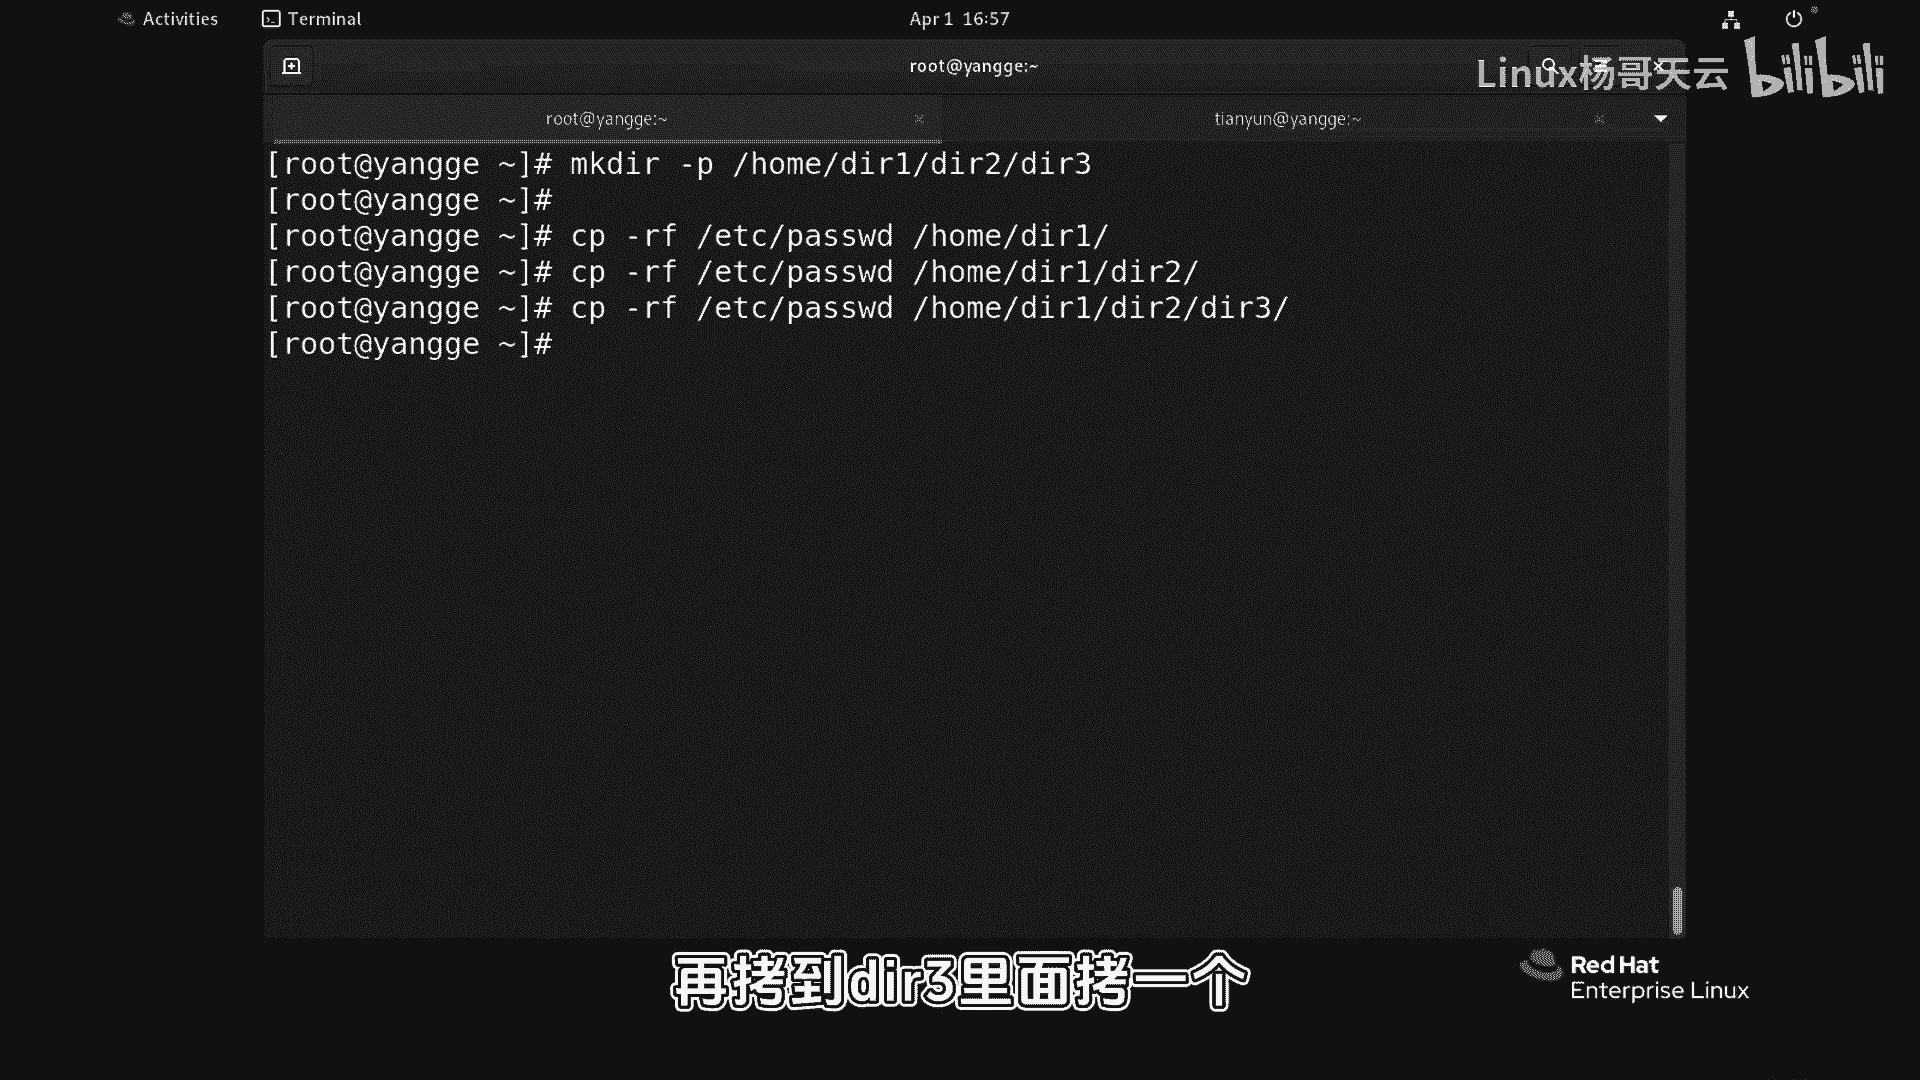 Activities
Terminal
Apr 1 16:57
root@yangge:~
Linux杨哥天云 bilibili
root@yangge:~
tianyun@yangge:~
[root@yangge ~]# mkdir -p /home/dir1/dir2/dir3
[root@yangge ~]#
[root@yangge ~]# cp -rf /etc/passwd /home/dir1/
[root@yangge ~]# cp -rf /etc/passwd /home/dir1/dir2/
[root@yangge ~]# cp -rf /etc/passwd /home/dir1/dir2/dir3/
[root@yangge ~]#
再拷到dir3里面拷一个
Red Hat
Enterprise Linux